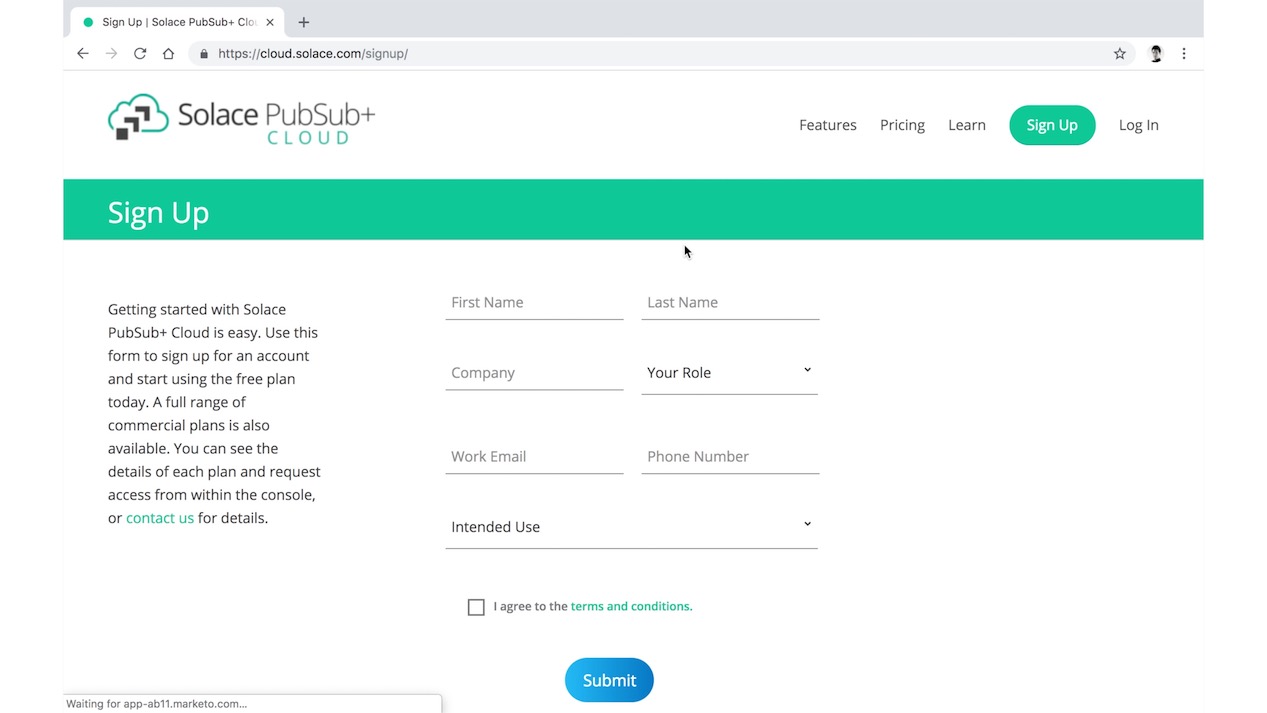 Sign Up | Solace PubSub+ Clou
https://cloud.solace.com/signup/
Solace PubSub+
CLOUD
Features Pricing Learn Sign Up Log In
Sign Up
Getting started with Solace
PubSub+ Cloud is easy. Use this
form to sign up for an account
and start using the free plan
today. A full range of
commercial plans is also
available. You can see the
details of each plan and request
access from within the console,
or contact us for details.
First Name Last Name
Company Your Role
Work Email Phone Number
Intended Use
I agree to the terms and conditions.
Submit
Waiting for app-ab11.marketo.com...